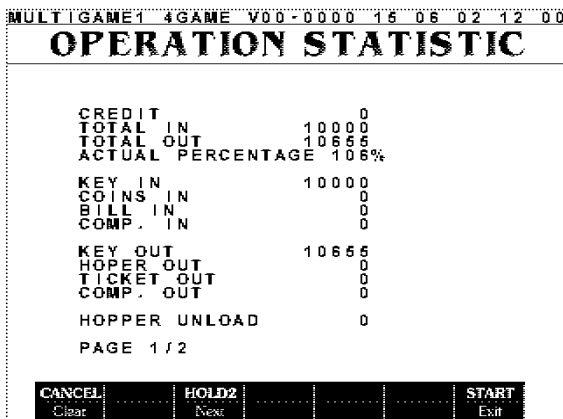 MULTIGAME1 4GAME V00-0000 15 06 02 12 00
OPERATION STATISTIC
CREDIT 0
TOTAL IN 10000
TOTAL OUT 10655
ACTUAL PERCENTAGE 106%
KEY IN 10000
COINS IN 0
BILL IN 0
COMP. IN 0
KEY OUT 10655
HOPER OUT 0
TICKET OUT 0
COMP. OUT 0
HOPPER UNLOAD 0
PAGE 1/2
CANCEL HOLD2 START
Clear Next Exit